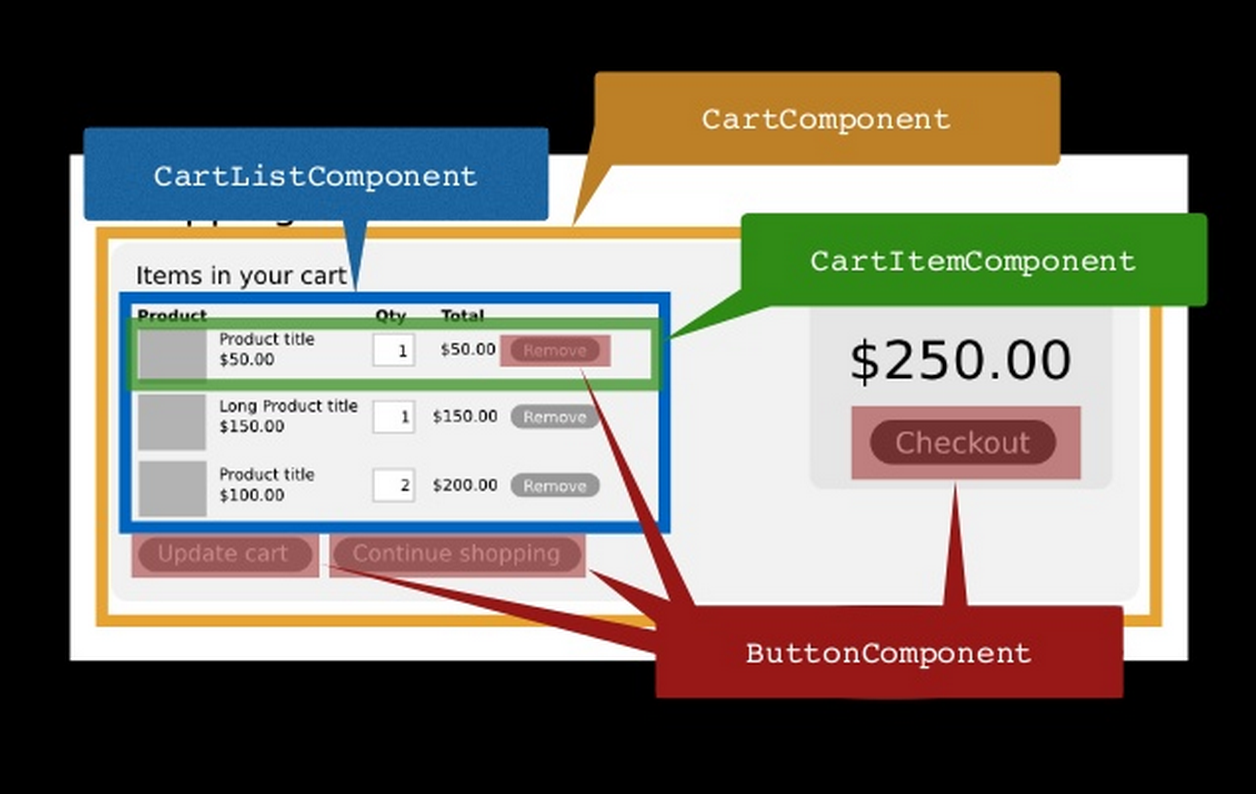 CartComponent
CartListComponent
CartItemComponent
Items in your cart
Product Qty Total
Product title
$50.00
1 $50.00 Remove
Long Product title
$150.00
1 $150.00 Remove
Product title
$100.00
2 $200.00 Remove
$250.00
Checkout
Update cart Continue shopping
ButtonComponent